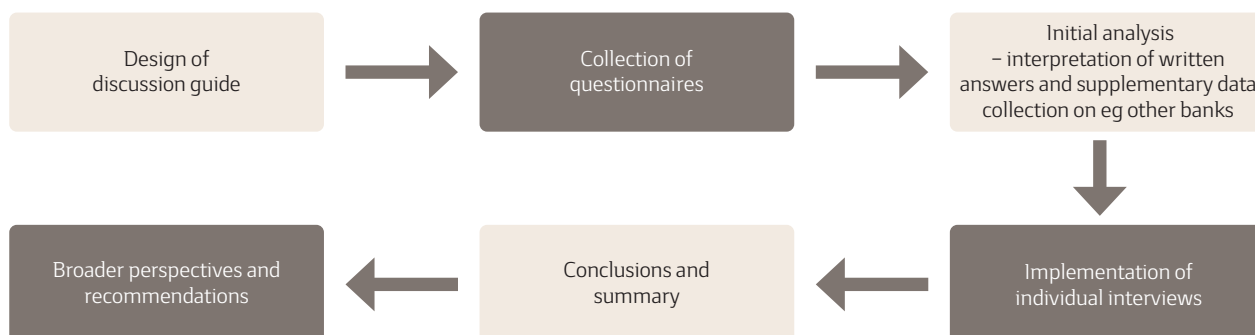 Design of
discussion guide
Collection of
questionnaires
Initial analysis
– interpretation of written
answers and supplementary data
collection on eg other banks
Implementation of
individual interviews
Conclusions and
summary
Broader perspectives and
recommendations